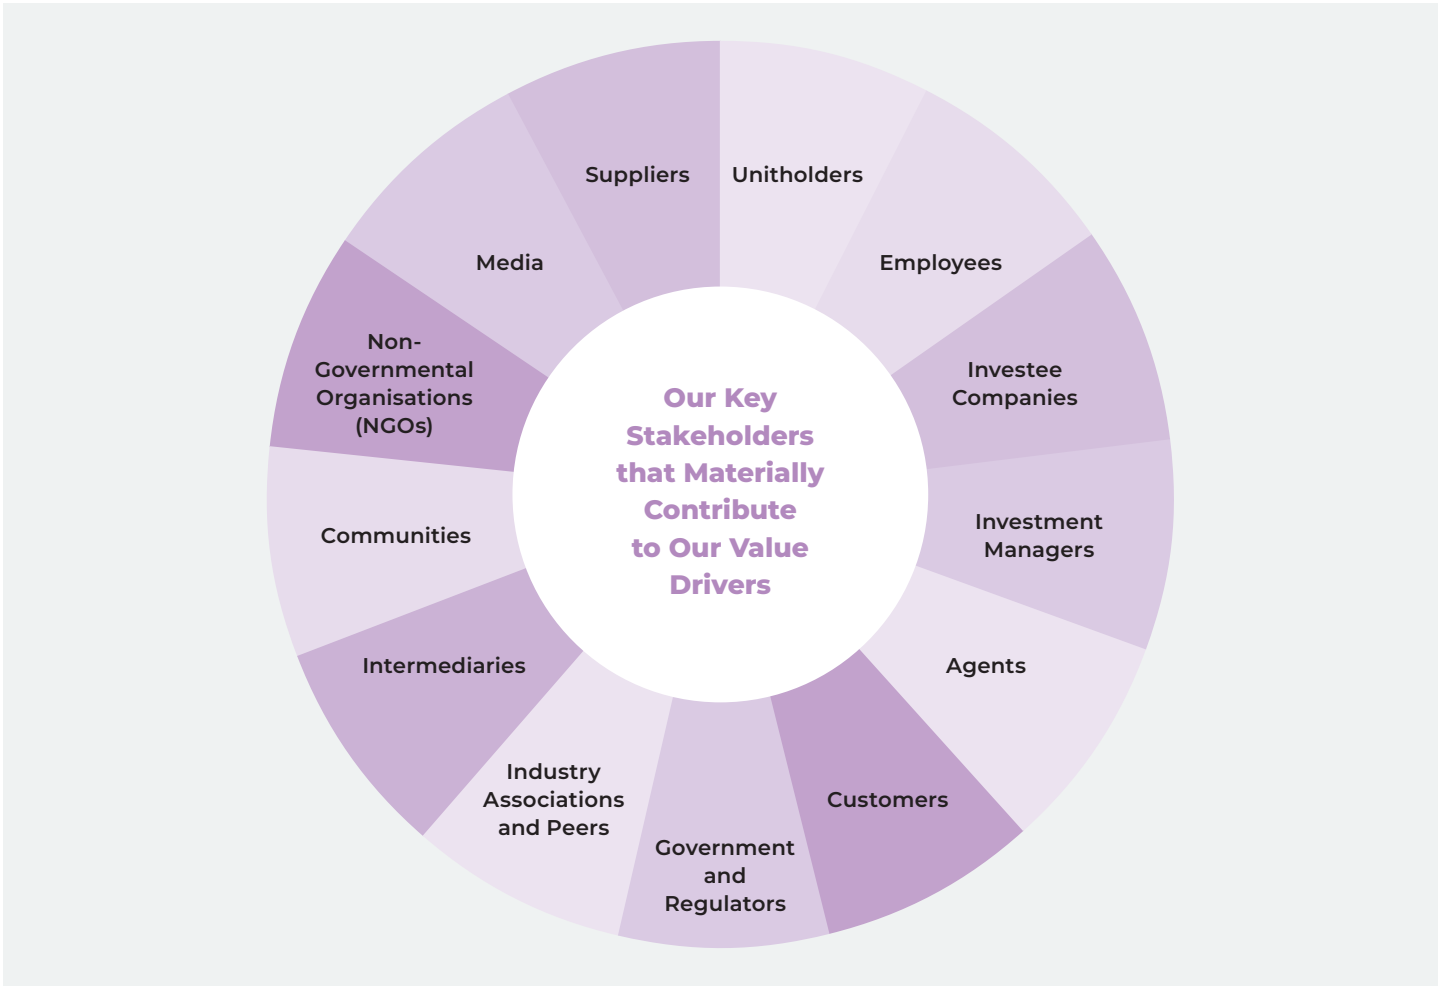 Our Key
Stakeholders
that Materially
Contribute
to Our Value
Drivers
Unitholders
Employees
Investee
Companies
Investment
Managers
Agents
Customers
Government
and
Regulators
Industry
Associations
and Peers
Intermediaries
Communities
Non-
Governmental
Organisations
(NGOs)
Media
Suppliers